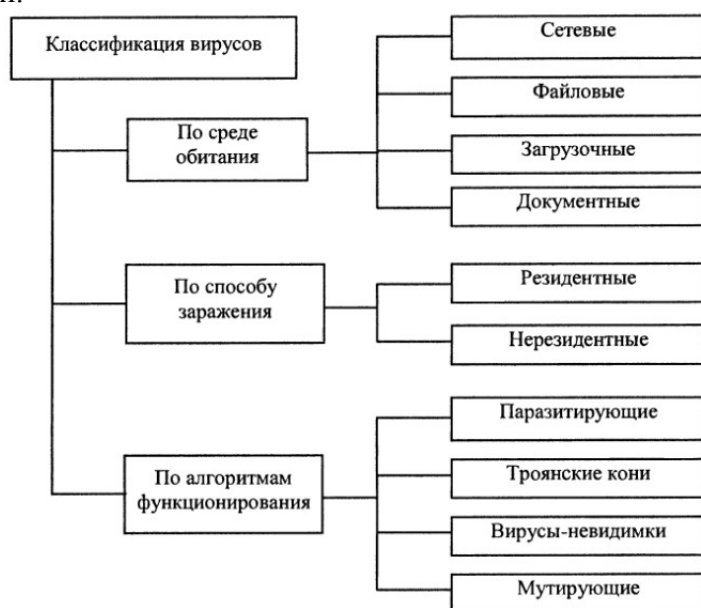 Классификация вирусов
По среде
обитания
Сетевые
Файловые
Загрузочные
Документные
По способу
заражения
Резидентные
Нерезидентные
По алгоритмам
функционирования
Паразитирующие
Троянские кони
Вирусы-невидимки
Мутирующие